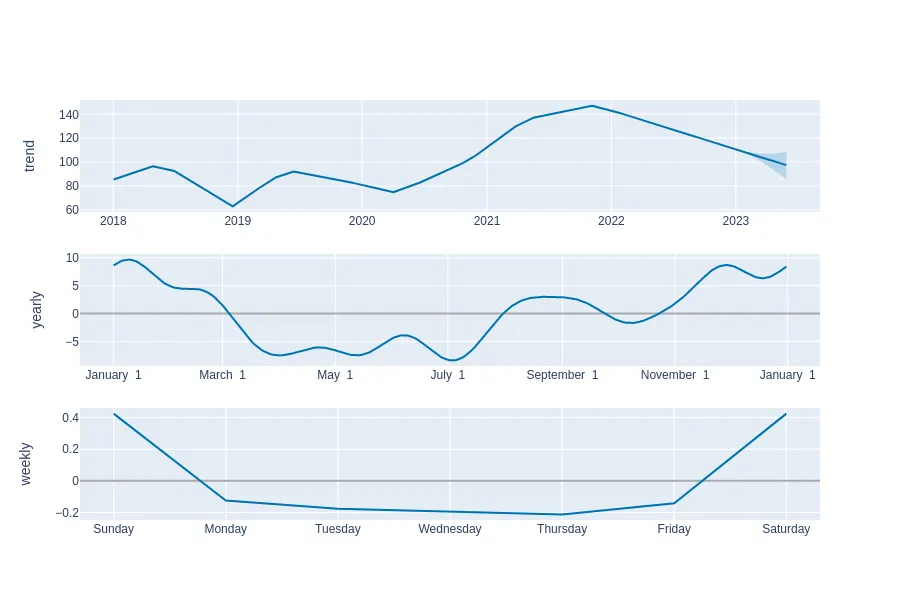 trend
140
120
100
80
60
2018 2019 2020 2021 2022 2023
yearly
10
5
0
−5
January 1 March 1 May 1 July 1 September 1 November 1 January 1
weekly
0.4
0.2
0
−0.2
Sunday Monday Tuesday Wednesday Thursday Friday Saturday